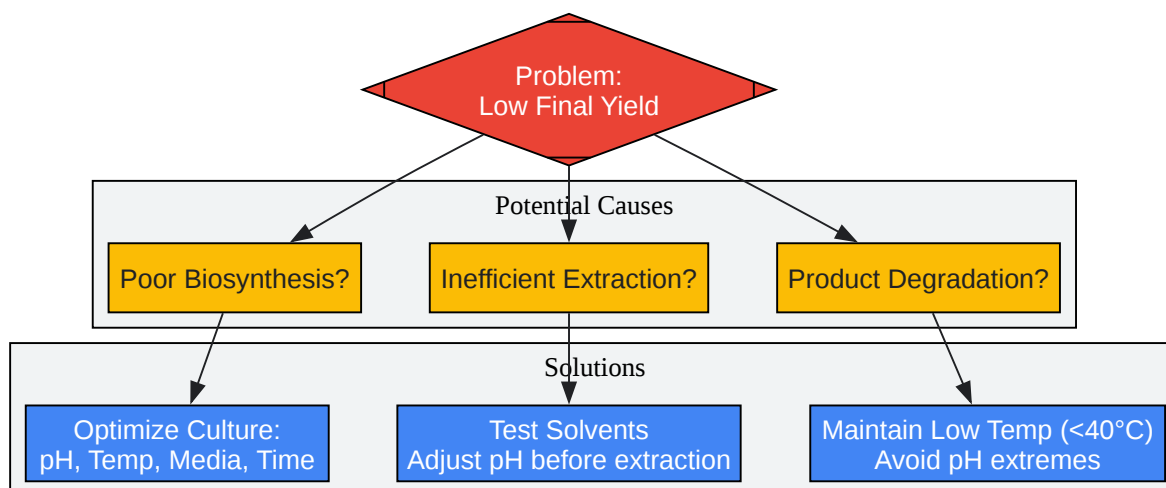 Problem:
Low Final Yield
Potential Causes
Poor Biosynthesis?
Inefficient Extraction?
Product Degradation?
Solutions
Optimize Culture:
pH, Temp, Media, Time
Test Solvents
Adjust pH before extraction
Maintain Low Temp (<40°C)
Avoid pH extremes